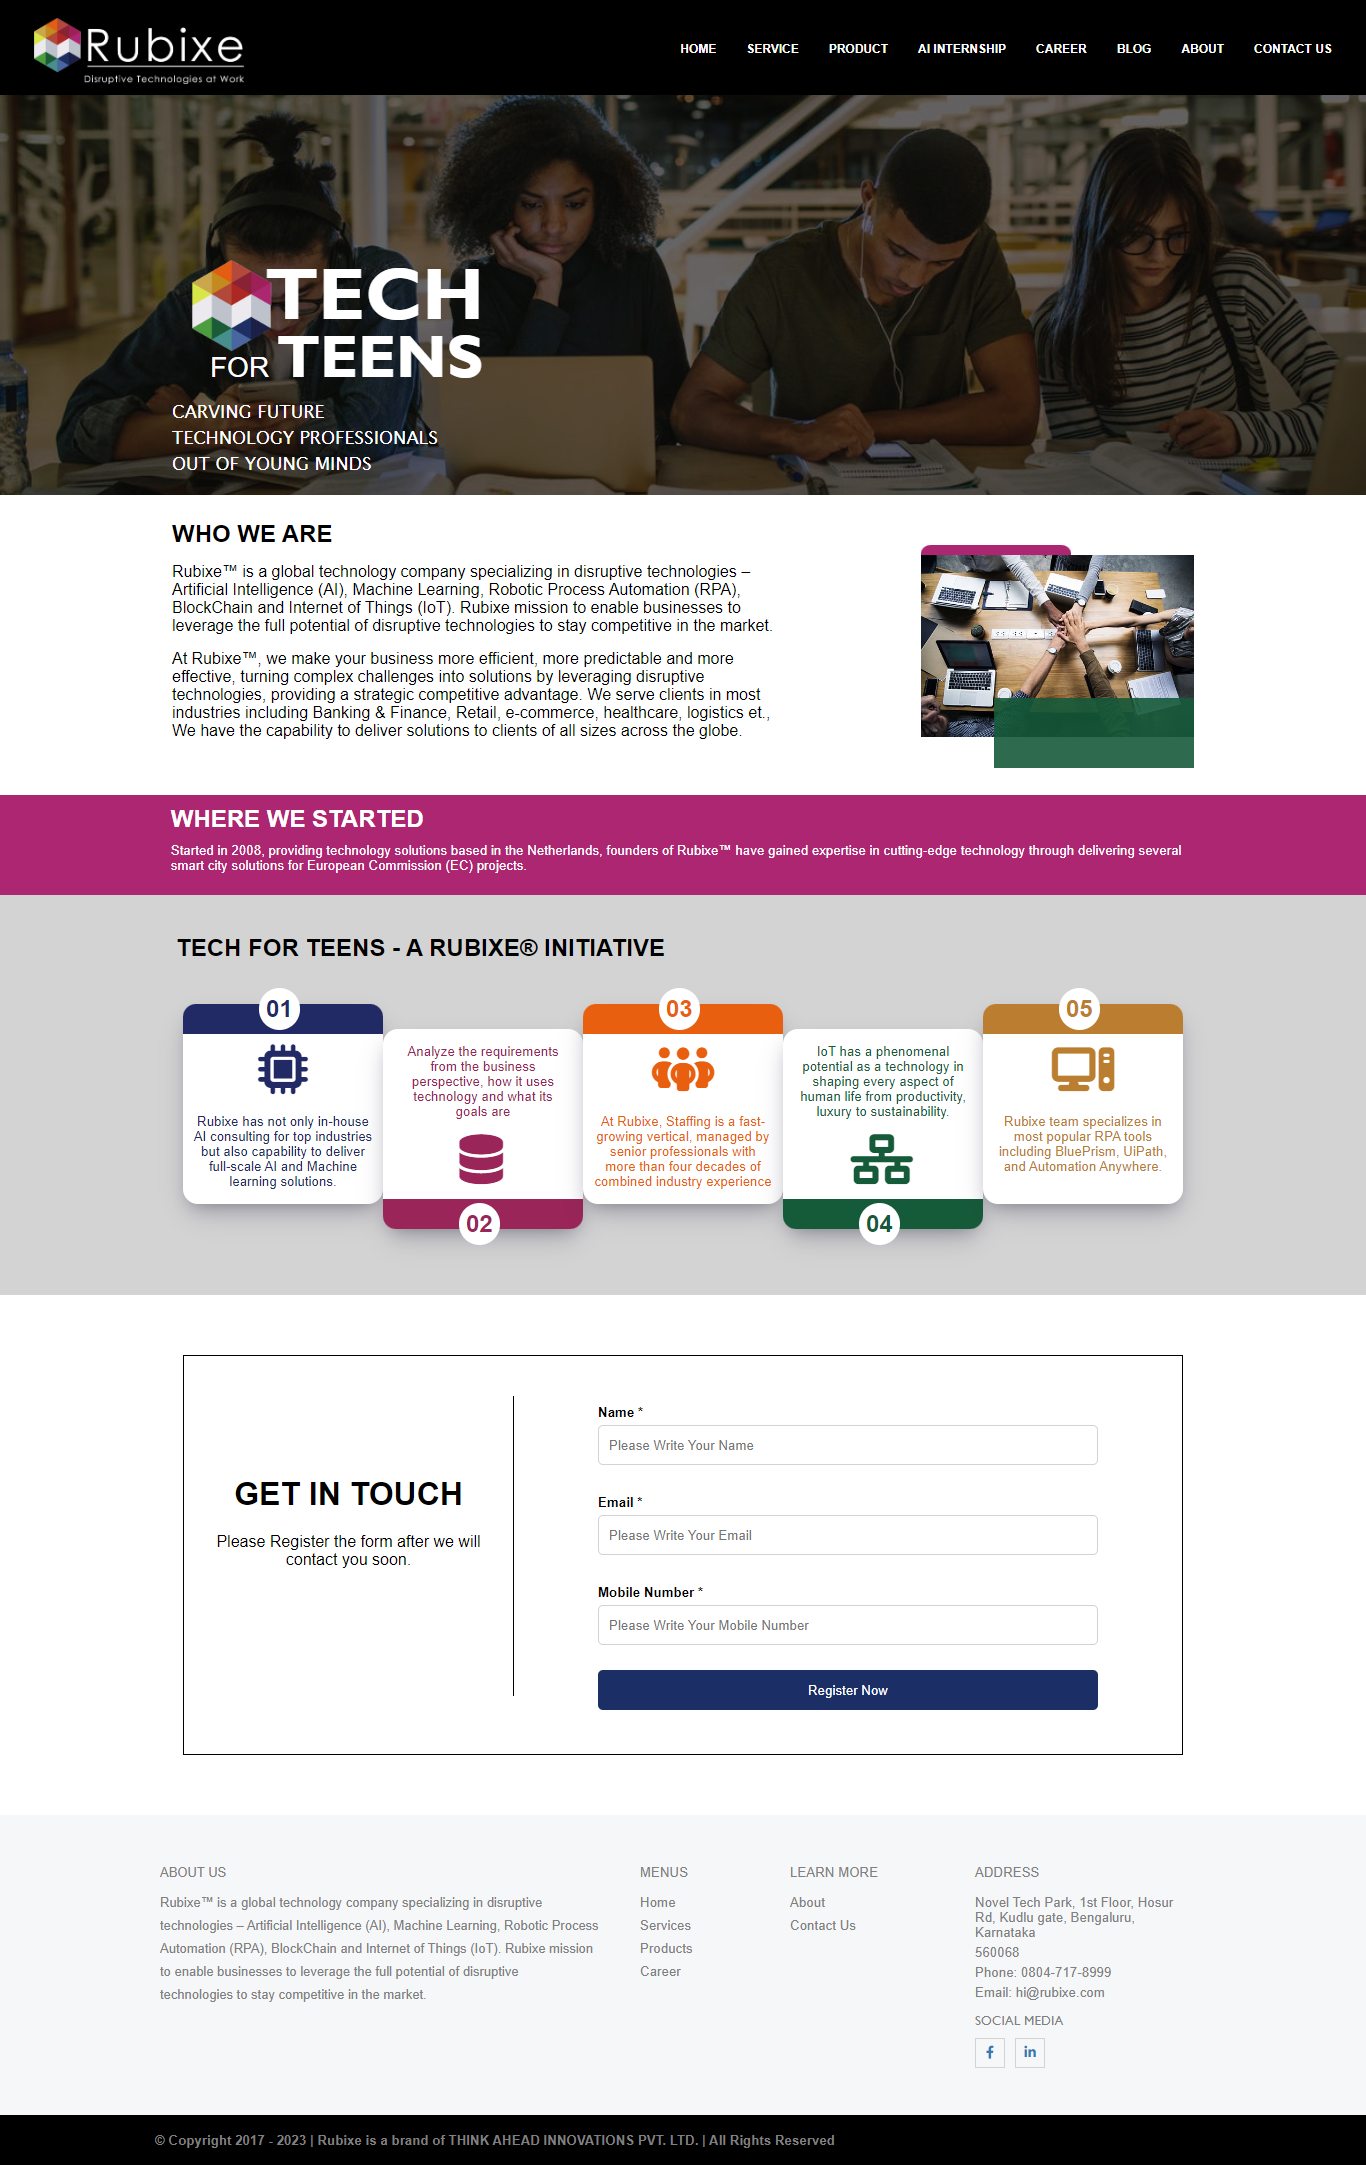 Rubixe
Disruptive Technologies at Work
HOME SERVICE PRODUCT AI INTERNSHIP CAREER BLOG ABOUT CONTACT US
TECH
FOR TEENS
CARVING FUTURE
TECHNOLOGY PROFESSIONALS
OUT OF YOUNG MINDS
WHO WE ARE
Rubixe™ is a global technology company specializing in disruptive technologies –
Artificial Intelligence (AI), Machine Learning, Robotic Process Automation (RPA),
BlockChain and Internet of Things (IoT). Rubixe mission to enable businesses to
leverage the full potential of disruptive technologies to stay competitive in the market.
At Rubixe™, we make your business more efficient, more predictable and more
effective, turning complex challenges into solutions by leveraging disruptive
technologies, providing a strategic competitive advantage. We serve clients in most
industries including Banking & Finance, Retail, e-commerce, healthcare, logistics et.,
We have the capability to deliver solutions to clients of all sizes across the globe.
WHERE WE STARTED
Started in 2008, providing technology solutions based in the Netherlands, founders of Rubixe™ have gained expertise in cutting-edge technology through delivering several
smart city solutions for European Commission (EC) projects.
TECH FOR TEENS - A RUBIXE® INITIATIVE
01
Rubixe has not only in-house
AI consulting for top industries
but also capability to deliver
full-scale AI and Machine
learning solutions.
Analyze the requirements
from the business
perspective, how it uses
technology and what its
goals are
02
03
At Rubixe, Staffing is a fast-
growing vertical, managed by
senior professionals with
more than four decades of
combined industry experience
IoT has a phenomenal
potential as a technology in
shaping every aspect of
human life from productivity,
luxury to sustainability.
04
05
Rubixe team specializes in
most popular RPA tools
including BluePrism, UiPath,
and Automation Anywhere.
GET IN TOUCH
Please Register the form after we will
contact you soon.
Name *
Please Write Your Name
Email *
Please Write Your Email
Mobile Number *
Please Write Your Mobile Number
Register Now
ABOUT US
Rubixe™ is a global technology company specializing in disruptive
technologies – Artificial Intelligence (AI), Machine Learning, Robotic Process
Automation (RPA), BlockChain and Internet of Things (IoT). Rubixe mission
to enable businesses to leverage the full potential of disruptive
technologies to stay competitive in the market.
MENUS
Home
Services
Products
Career
LEARN MORE
About
Contact Us
ADDRESS
Novel Tech Park, 1st Floor, Hosur
Rd, Kudlu gate, Bengaluru,
Karnataka
560068
Phone: 0804-717-8999
Email: hi@rubixe.com
SOCIAL MEDIA
© Copyright 2017 - 2023 | Rubixe is a brand of THINK AHEAD INNOVATIONS PVT. LTD. | All Rights Reserved